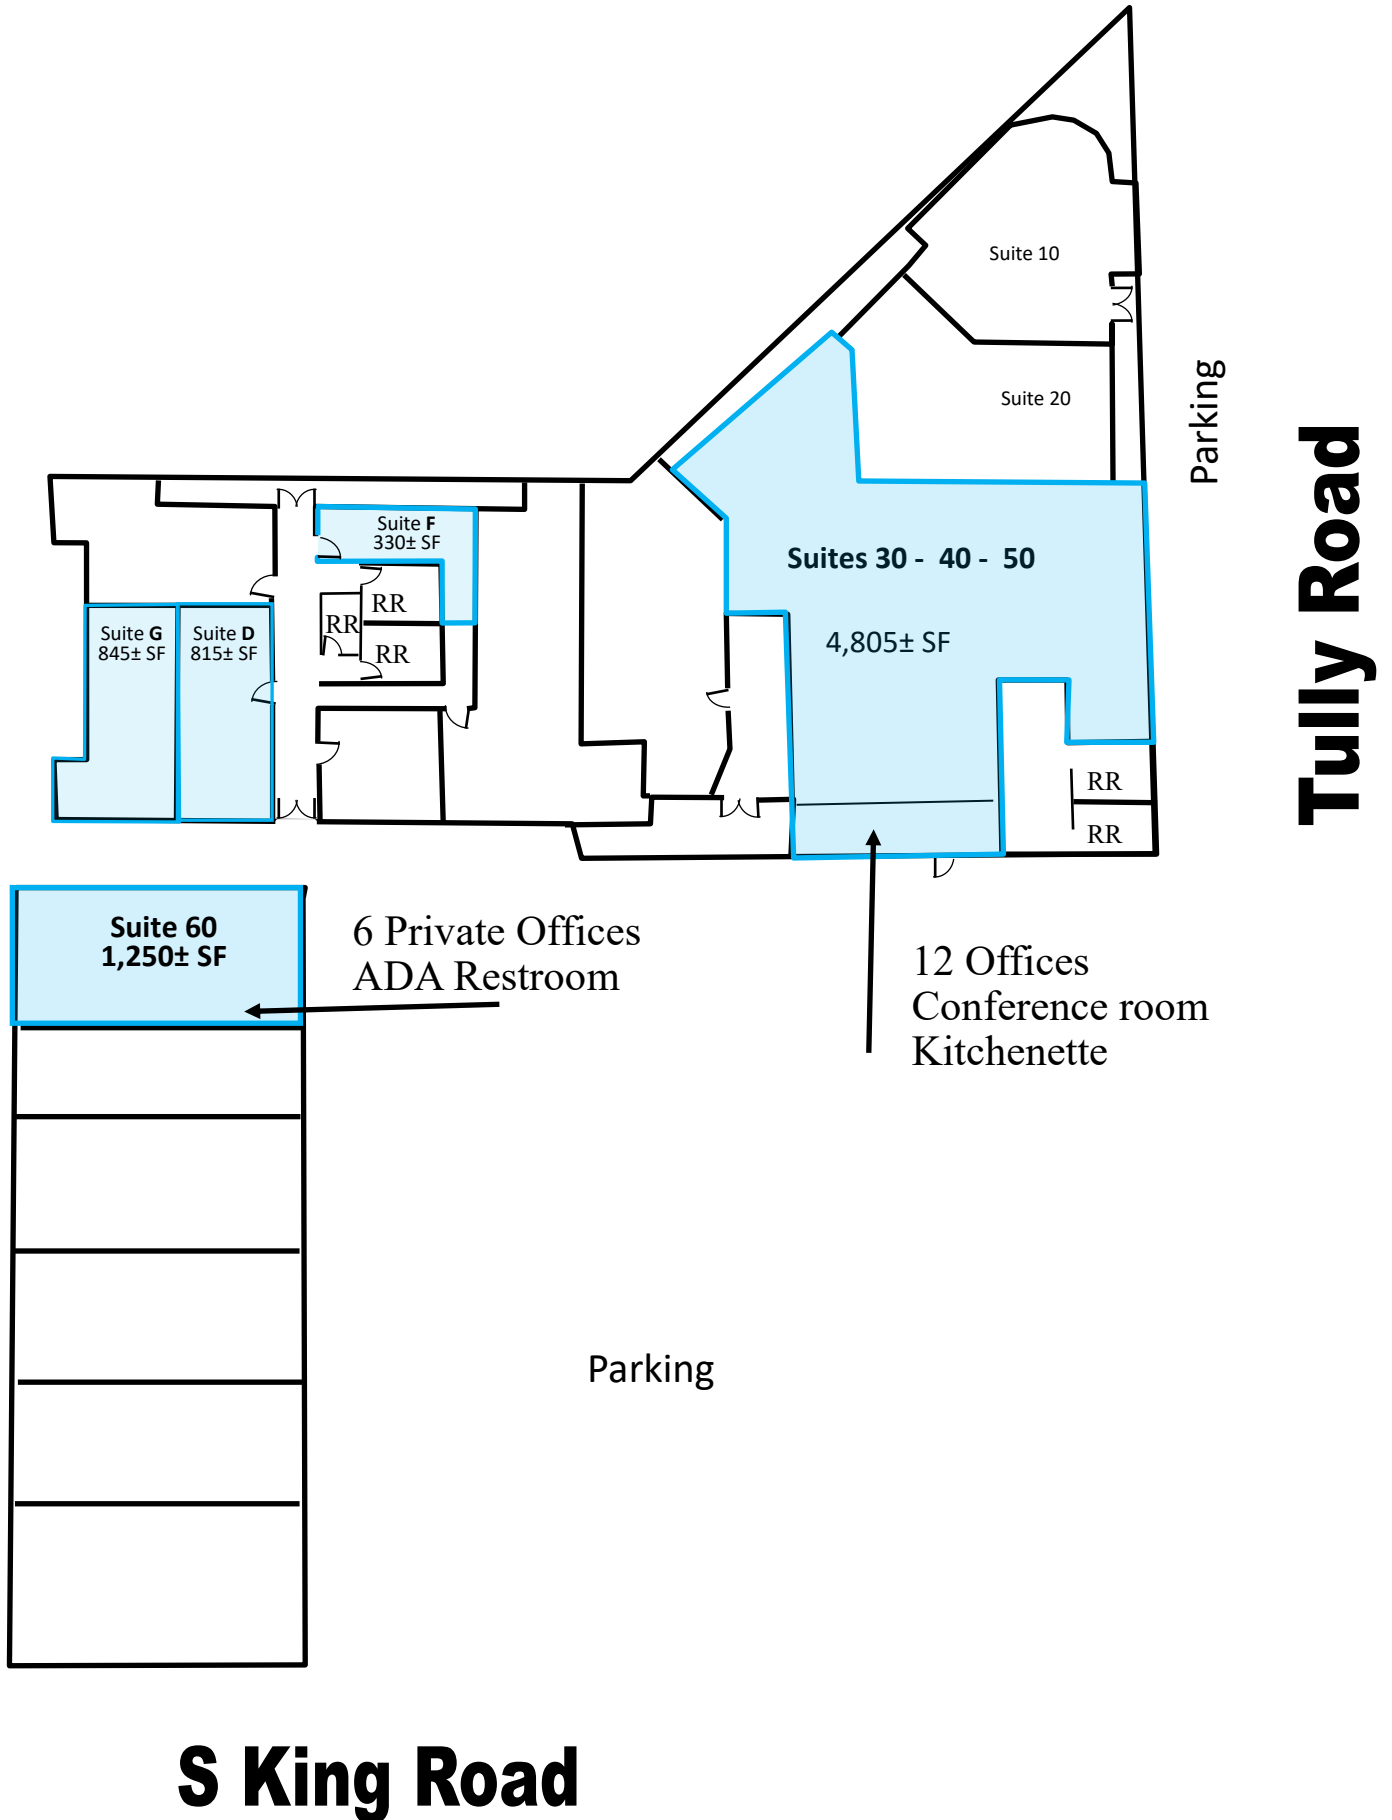 Suite 10
Suite 20
Parking
Tully Road
Suite F
330± SF
Suites 30 - 40 - 50
4,805± SF
RR
RR
RR
Suite G
845± SF
Suite D
815± SF
RR
RR
Suite 60
1,250± SF
6 Private Offices
ADA Restroom
12 Offices
Conference room
Kitchenette
Parking
S King Road